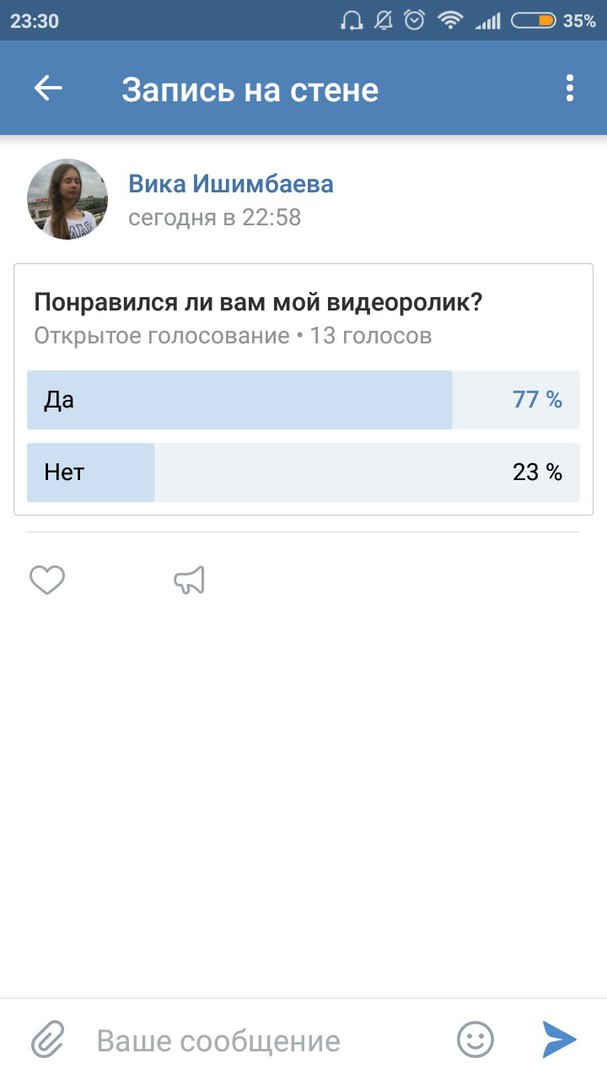 23:30 35%
Запись на стене
Вика Ишимбаева
сегодня в 22:58
Понравился ли вам мой видеоролик?
Открытое голосование • 13 голосов
Да 77 %
Нет 23 %
Ваше сообщение